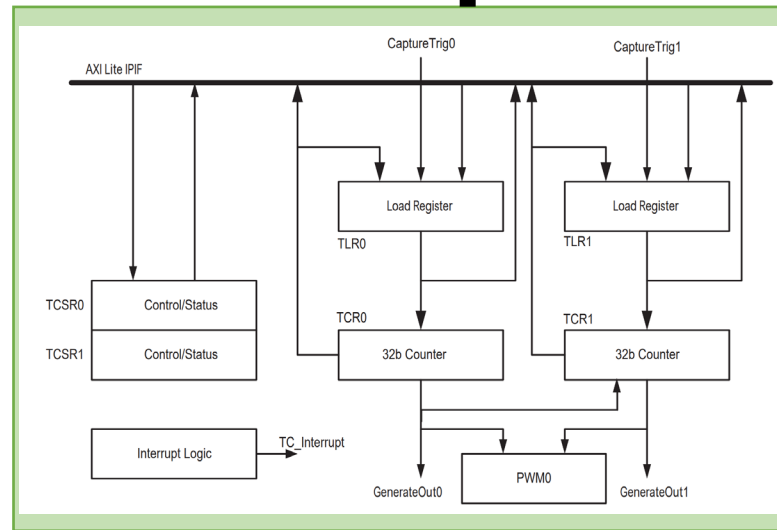 CaptureTrig0
CaptureTrig1
AXI Lite IPIF
Load Register
Load Register
TLR0
TLR1
TCSR0
Control/Status
TCR0
TCR1
TCSR1
Control/Status
32b Counter
32b Counter
Interrupt Logic
TC_Interrupt
PWM0
GenerateOut0
GenerateOut1